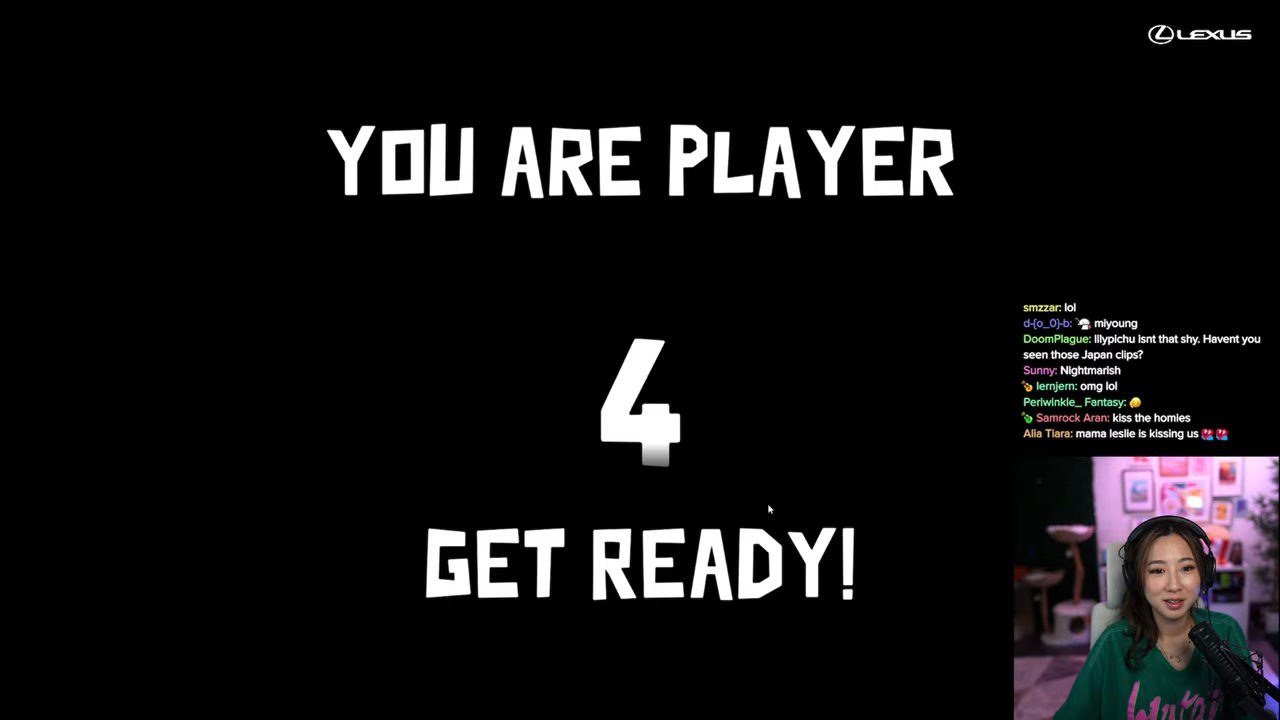 LEXUS
YOU ARE PLAYER
4
GET READY!
smzzar: lol
d-{o_0}-b: miyoung
DoomPlague: lilypichu isnt that shy. Havent you
seen those Japan clips?
Sunny: Nightmarish
lernjern: omg lol
Periwinkle_ Fantasy:
Samrock Aran: kiss the homies
Alia Tiara: mama leslie is kissing us